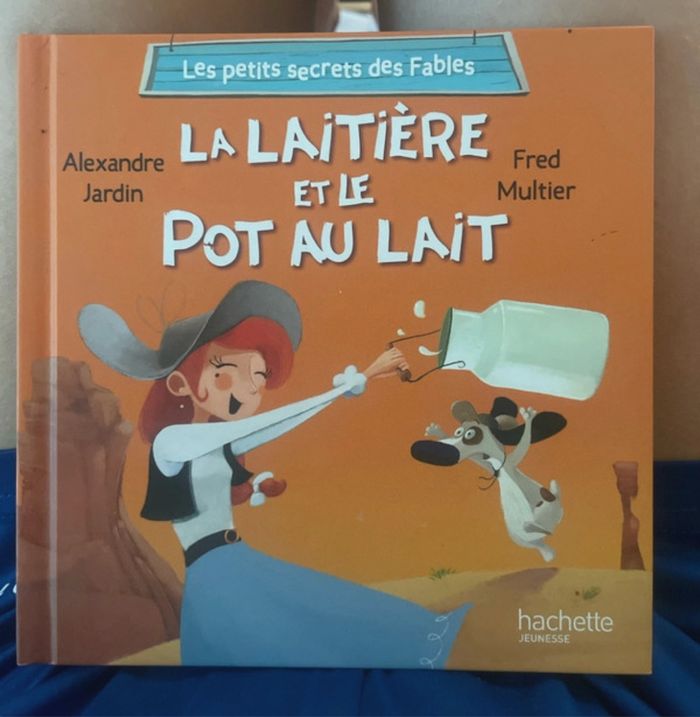 Les petits secrets des Fables
LA LAITIÈRE
ET LE
POT AU LAIT
Alexandre
Jardin
Fred
Multier
hachette
JEUNESSE